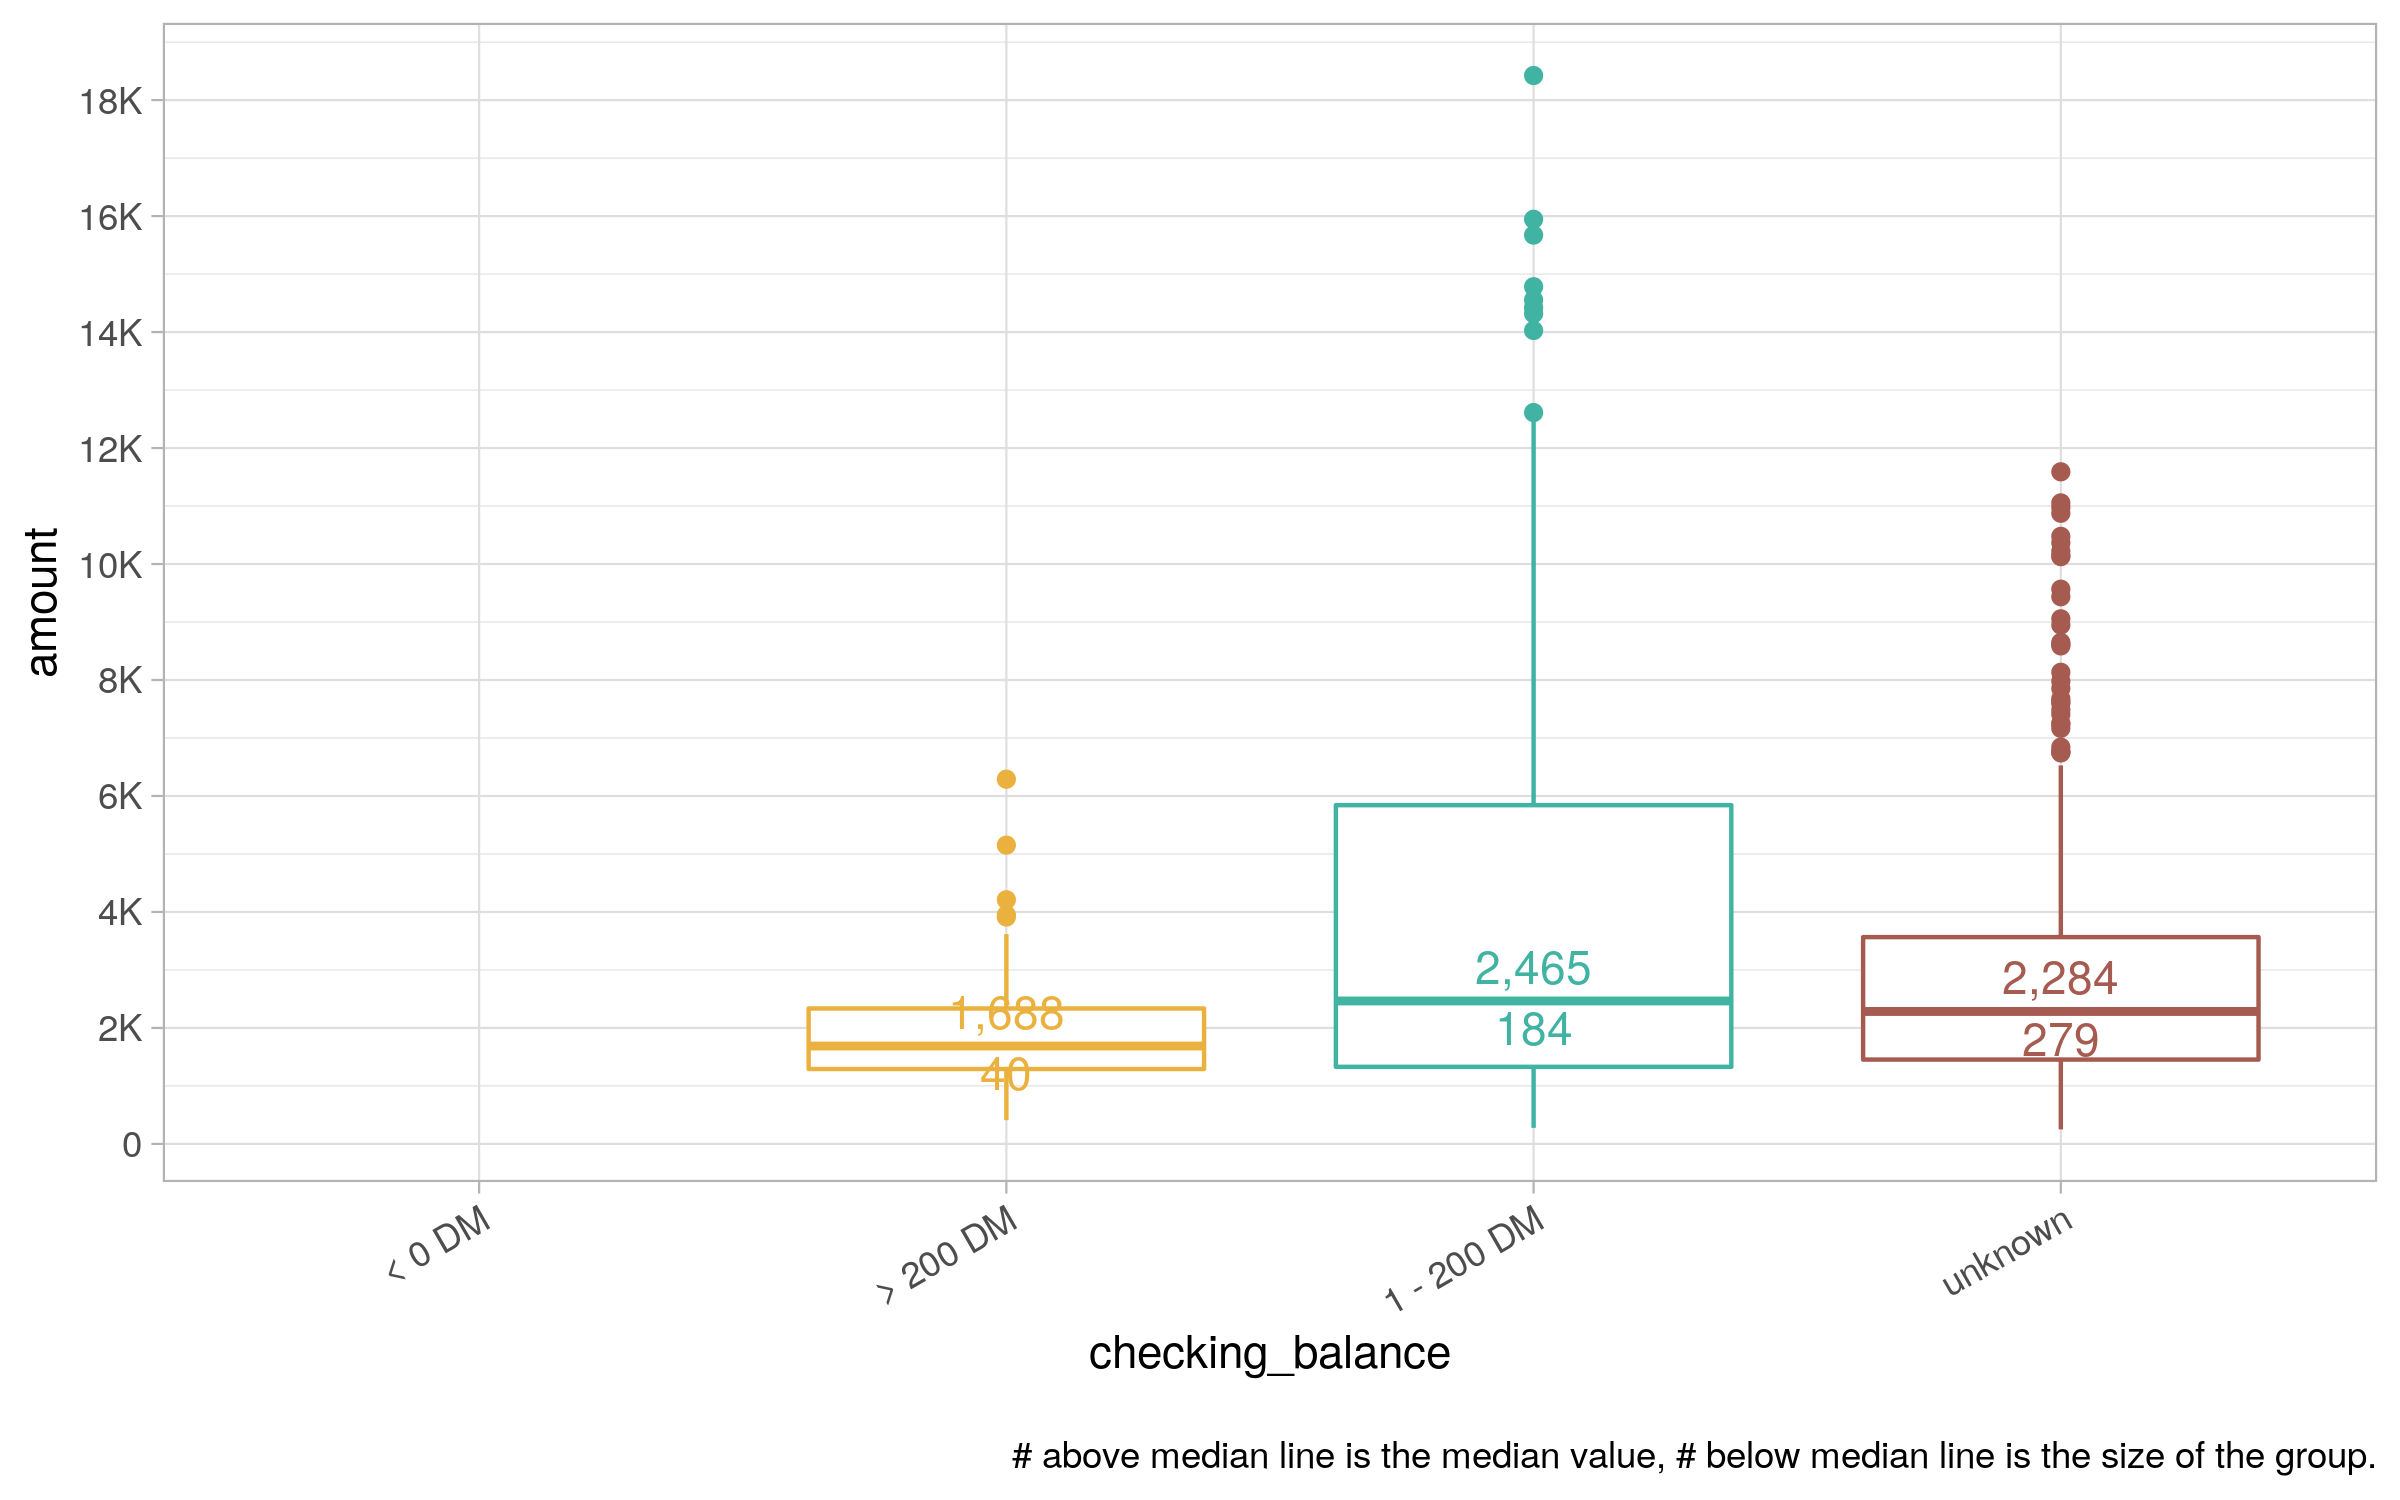 amount
18K
16K
14K
12K
10K
8K
6K
4K
2K
0
1,688
40
2,465
184
2,284
279
< 0 DM
> 200 DM
1 - 200 DM
unknown
checking_balance
# above median line is the median value, # below median line is the size of the group.